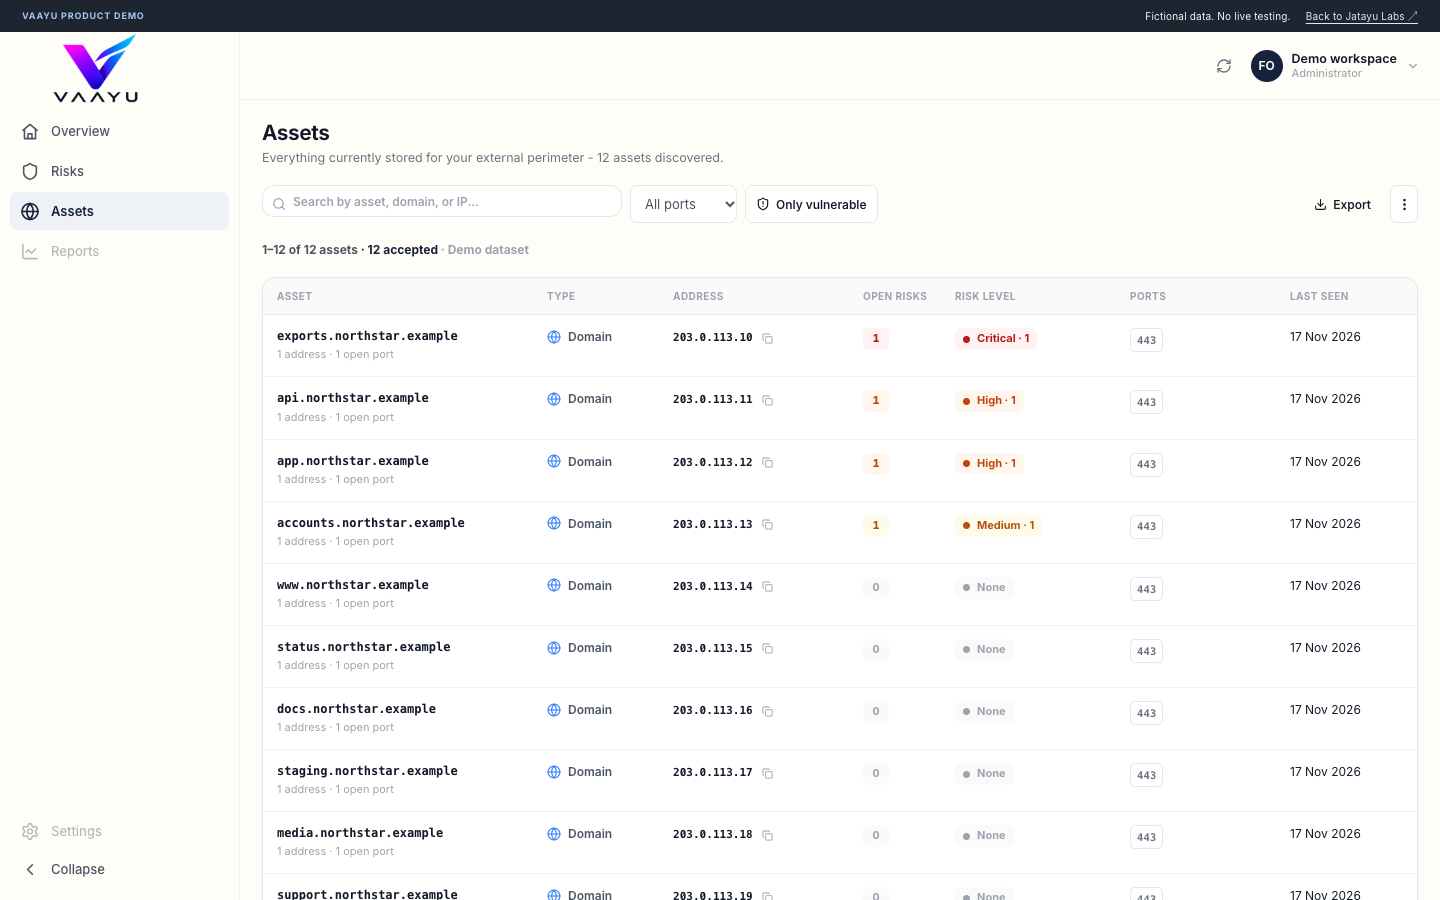 VAAYU PRODUCT DEMO
Fictional data. No live testing. Back to Jatayu Labs ↗
VAAYU
Demo workspace
FO
Administrator
Overview
Risks
Assets
Reports
Settings
Collapse
Assets
Everything currently stored for your external perimeter - 12 assets discovered.
Search by asset, domain, or IP...
All ports
Only vulnerable
Export
1–12 of 12 assets · 12 accepted · Demo dataset
ASSET TYPE ADDRESS OPEN RISKS RISK LEVEL PORTS LAST SEEN
exports.northstar.example Domain 203.0.113.10 1 Critical · 1 443 17 Nov 2026
1 address · 1 open port
api.northstar.example Domain 203.0.113.11 1 High · 1 443 17 Nov 2026
1 address · 1 open port
app.northstar.example Domain 203.0.113.12 1 High · 1 443 17 Nov 2026
1 address · 1 open port
accounts.northstar.example Domain 203.0.113.13 1 Medium · 1 443 17 Nov 2026
1 address · 1 open port
www.northstar.example Domain 203.0.113.14 0 None 443 17 Nov 2026
1 address · 1 open port
status.northstar.example Domain 203.0.113.15 0 None 443 17 Nov 2026
1 address · 1 open port
docs.northstar.example Domain 203.0.113.16 0 None 443 17 Nov 2026
1 address · 1 open port
staging.northstar.example Domain 203.0.113.17 0 None 443 17 Nov 2026
1 address · 1 open port
media.northstar.example Domain 203.0.113.18 0 None 443 17 Nov 2026
1 address · 1 open port
support.northstar.example Domain 203.0.113.19 0 None 443 17 Nov 2026